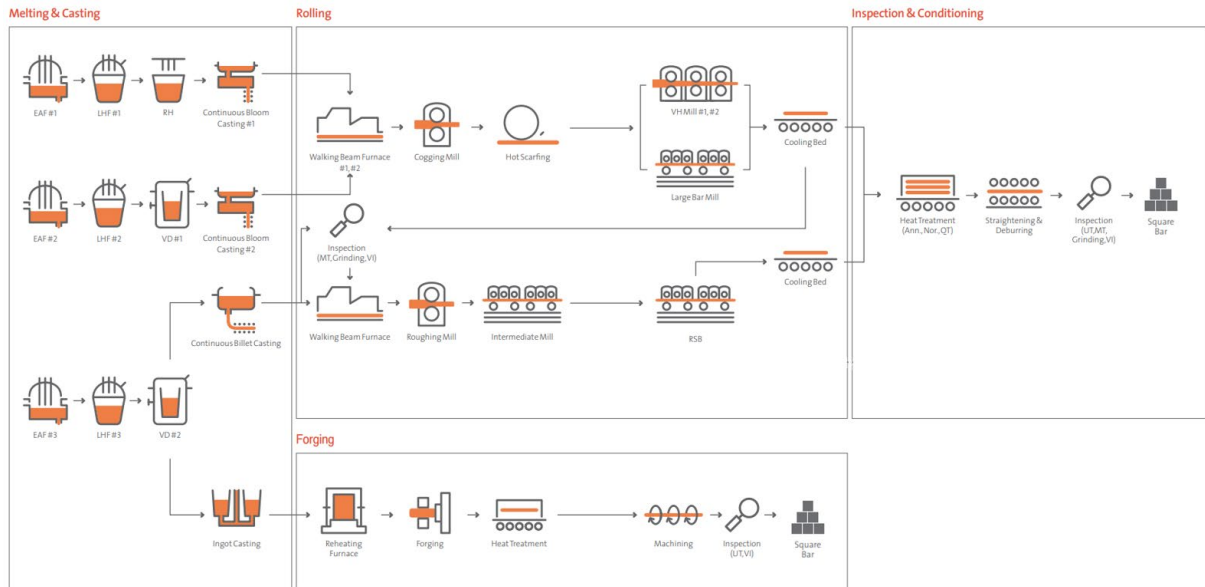 Melting & Casting
Rolling
Inspection & Conditioning
EAF #1
LHF #1
RH
Continuous Bloom
Casting #1
Walking Beam Furnace
#1, #2
Cogging Mill
Hot Scarfing
VH Mill #1, #2
Large Bar Mill
Cooling Bed
EAF #2
LHF #2
VD #1
Continuous Bloom
Casting #2
Inspection
(MT,Grinding,VI)
Heat Treatment
(Ann., Nor.,QT)
Straightening &
Deburring
Inspection
(UT,MT,
Grinding,VI)
Square
Bar
Continuous Billet Casting
Walking Beam Furnace
Roughing Mill
Intermediate Mill
RSB
Cooling Bed
EAF #3
LHF #3
VD #2
Forging
Ingot Casting
Reheating
Furnace
Forging
Heat Treatment
Machining
Inspection
(UT,VI)
Square
Bar